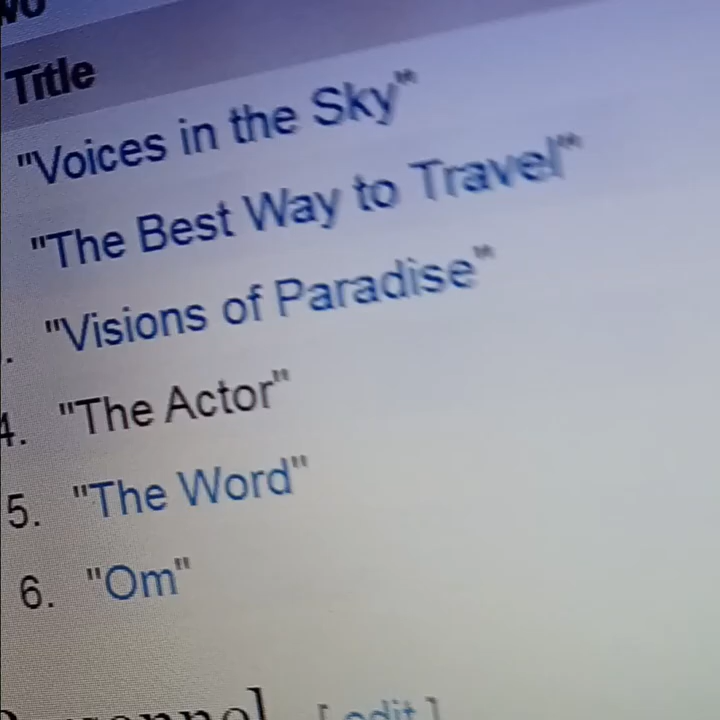 Title
"Voices in the Sky"
"The Best Way to Travel"
"Visions of Paradise"
4. "The Actor"
5. "The Word"
6. "Om"
[ edit ]